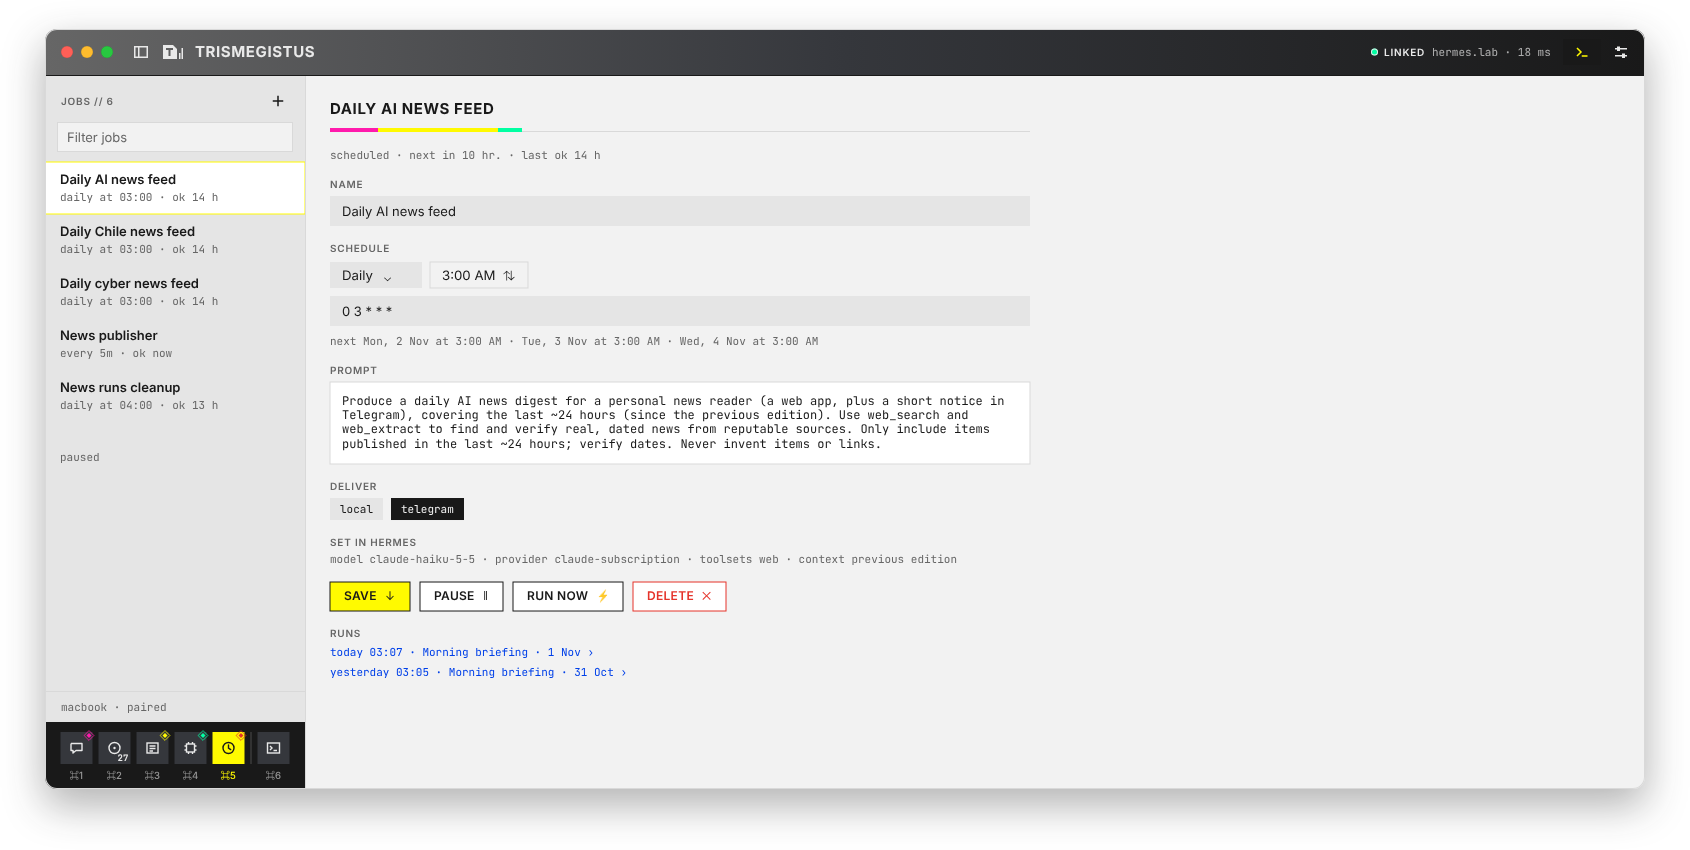 TRISMEGISTUS
LINKED hermes.lab · 18 ms
JOBS // 6
Filter jobs
Daily AI news feed
daily at 03:00 · ok 14 h
Daily Chile news feed
daily at 03:00 · ok 14 h
Daily cyber news feed
daily at 03:00 · ok 14 h
News publisher
every 5m · ok now
News runs cleanup
daily at 04:00 · ok 13 h
paused
macbook · paired
27
⌘1 ⌘2 ⌘3 ⌘4 ⌘5 ⌘6
DAILY AI NEWS FEED
scheduled · next in 10 hr. · last ok 14 h
NAME
Daily AI news feed
SCHEDULE
Daily 3:00 AM
0 3 * * *
next Mon, 2 Nov at 3:00 AM · Tue, 3 Nov at 3:00 AM · Wed, 4 Nov at 3:00 AM
PROMPT
Produce a daily AI news digest for a personal news reader (a web app, plus a short notice in
Telegram), covering the last ~24 hours (since the previous edition). Use web_search and
web_extract to find and verify real, dated news from reputable sources. Only include items
published in the last ~24 hours; verify dates. Never invent items or links.
DELIVER
local telegram
SET IN HERMES
model claude-haiku-5-5 · provider claude-subscription · toolsets web · context previous edition
SAVE ↓ PAUSE RUN NOW ⚡ DELETE ×
RUNS
today 03:07 · Morning briefing · 1 Nov ›
yesterday 03:05 · Morning briefing · 31 Oct ›